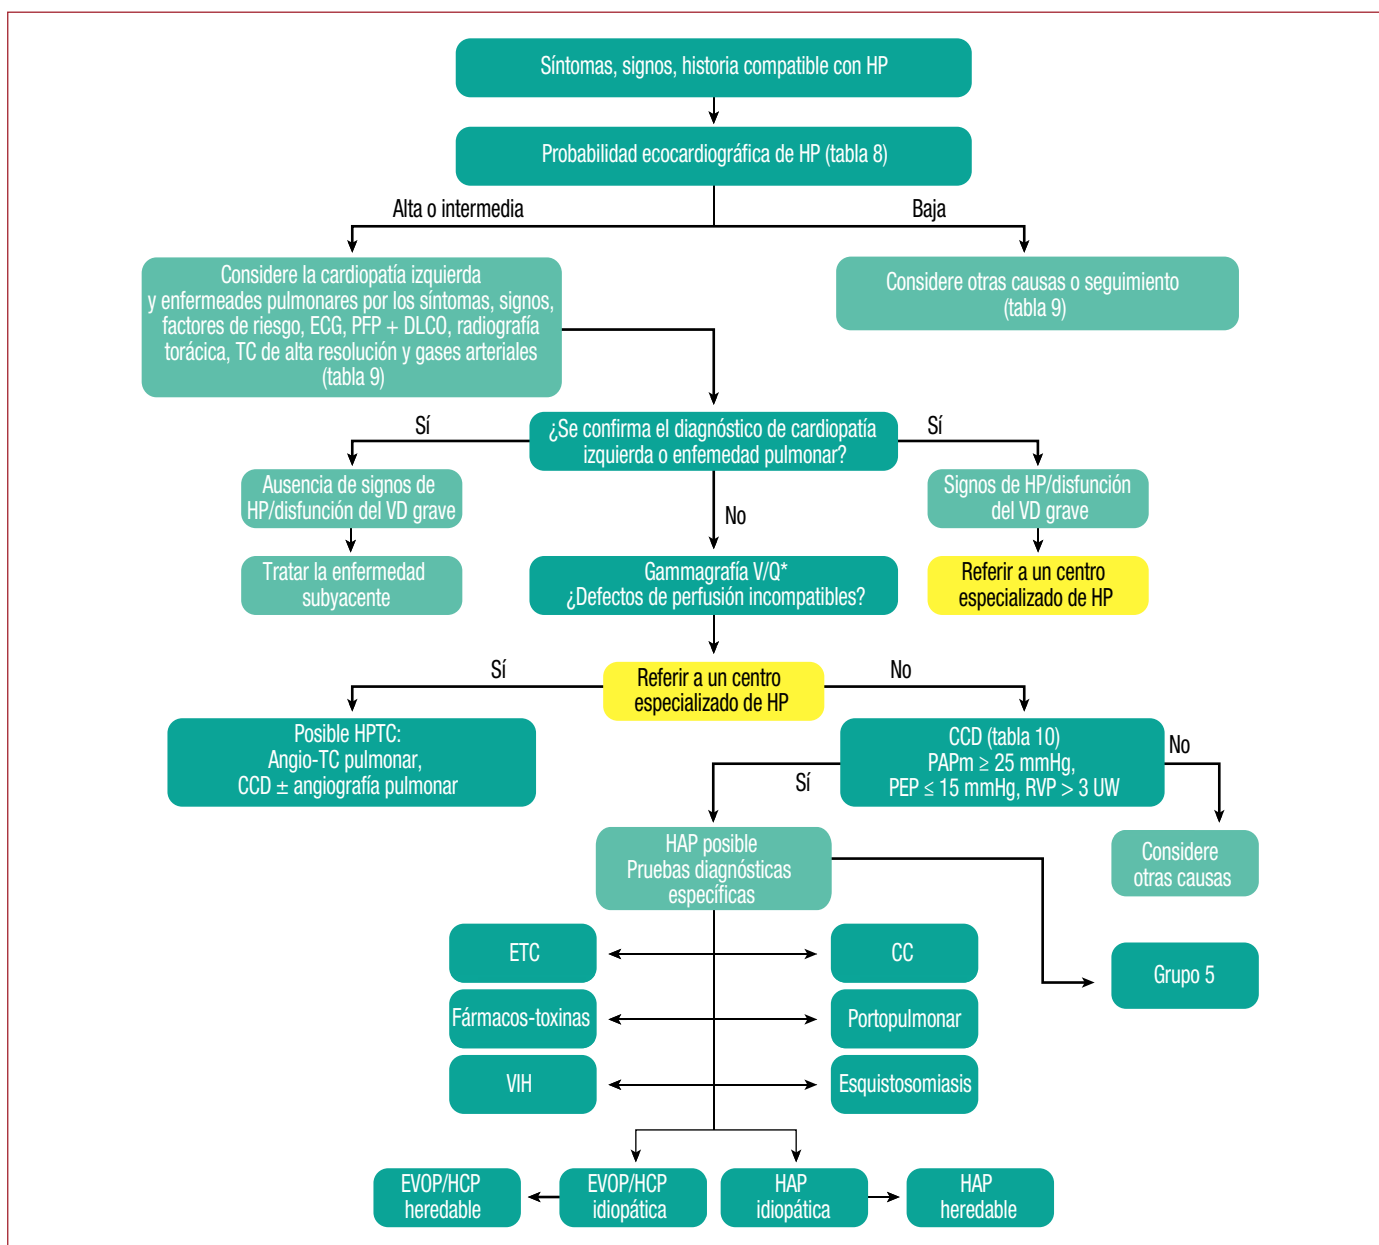 Síntomas, signos, historia compatible con HP
Probabilidad ecocardiográfica de HP (tabla 8)
Alta o intermedia
Baja
Considere la cardiopatía izquierda
y enfermeades pulmonares por los síntomas, signos,
factores de riesgo, ECG, PFP + DLCO, radiografía
torácica, TC de alta resolución y gases arteriales
(tabla 9)
Considere otras causas o seguimiento
(tabla 9)
Sí
¿Se confirma el diagnóstico de cardiopatía
izquierda o enfemedad pulmonar?
Sí
Ausencia de signos de
HP/disfunción del VD grave
Signos de HP/disfunción
del VD grave
No
Tratar la enfermedad
subyacente
Gammagrafía V/Q*
¿Defectos de perfusión incompatibles?
Referir a un centro
especializado de HP
Sí
Referir a un centro
especializado de HP
No
Posible HPTC:
Angio-TC pulmonar,
CCD ± angiografía pulmonar
CCD (tabla 10)
PAPm ≥ 25 mmHg,
PEP ≤ 15 mmHg, RVP > 3 UW
No
Sí
HAP posible
Pruebas diagnósticas
específicas
Considere
otras causas
ETC
CC
Grupo 5
Fármacos-toxinas
Portopulmonar
VIH
Esquistosomiasis
EVOP/HCP
heredable
EVOP/HCP
idiopática
HAP
idiopática
HAP
heredable